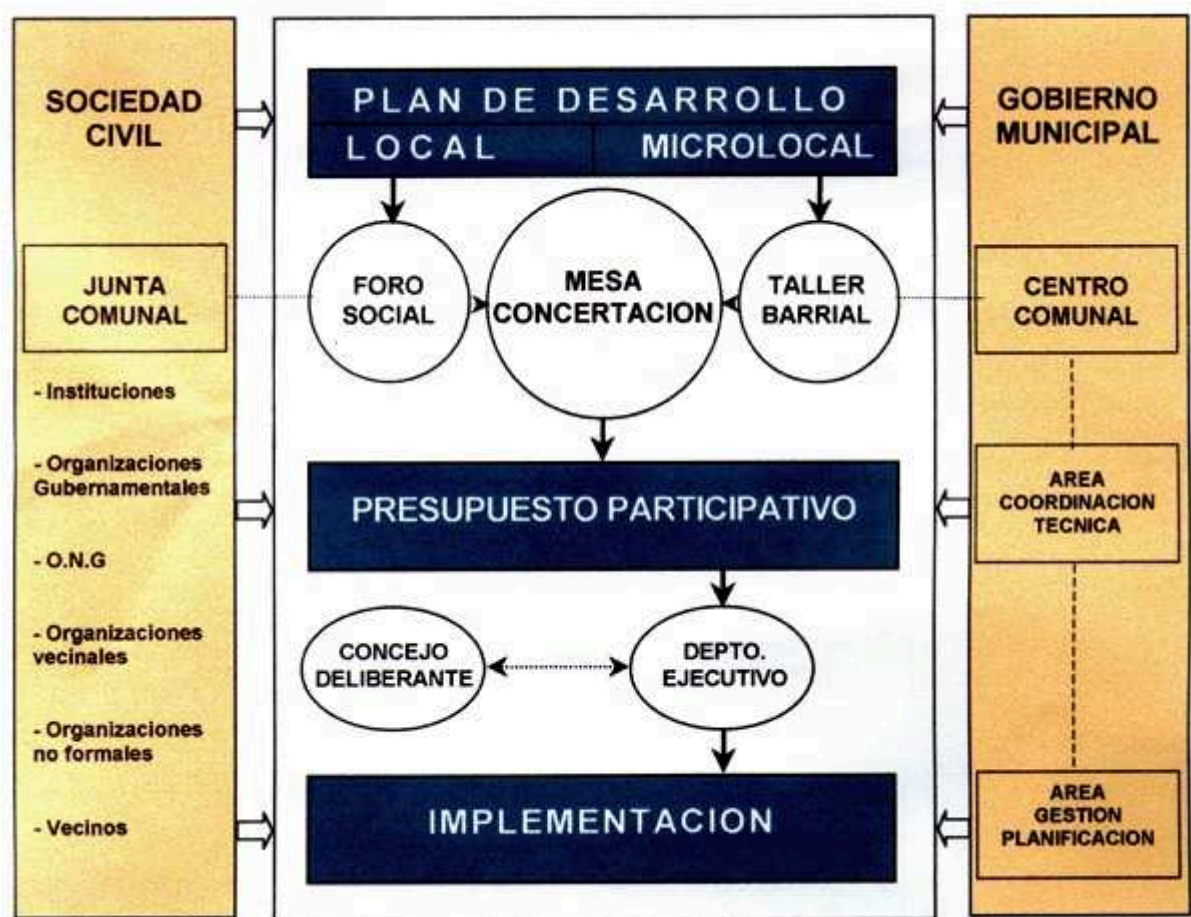 SOCIEDAD
CIVIL
JUNTA
COMUNAL
- Instituciones
- Organizaciones
Gubernamentales
- O.N.G
- Organizaciones
vecinales
- Organizaciones
no formales
- Vecinos
PLAN DE DESARROLLO
LOCAL
MICROLOCAL
FORO
SOCIAL
MESA
CONCERTACION
TALLER
BARRIAL
PRESUPUESTO PARTICIPATIVO
CONCEJO
DELIBERANTE
DEPTO.
EJECUTIVO
IMPLEMENTACION
GOBIERNO
MUNICIPAL
CENTRO
COMUNAL
AREA
COORDINACION
TECNICA
AREA
GESTION
PLANIFICACION